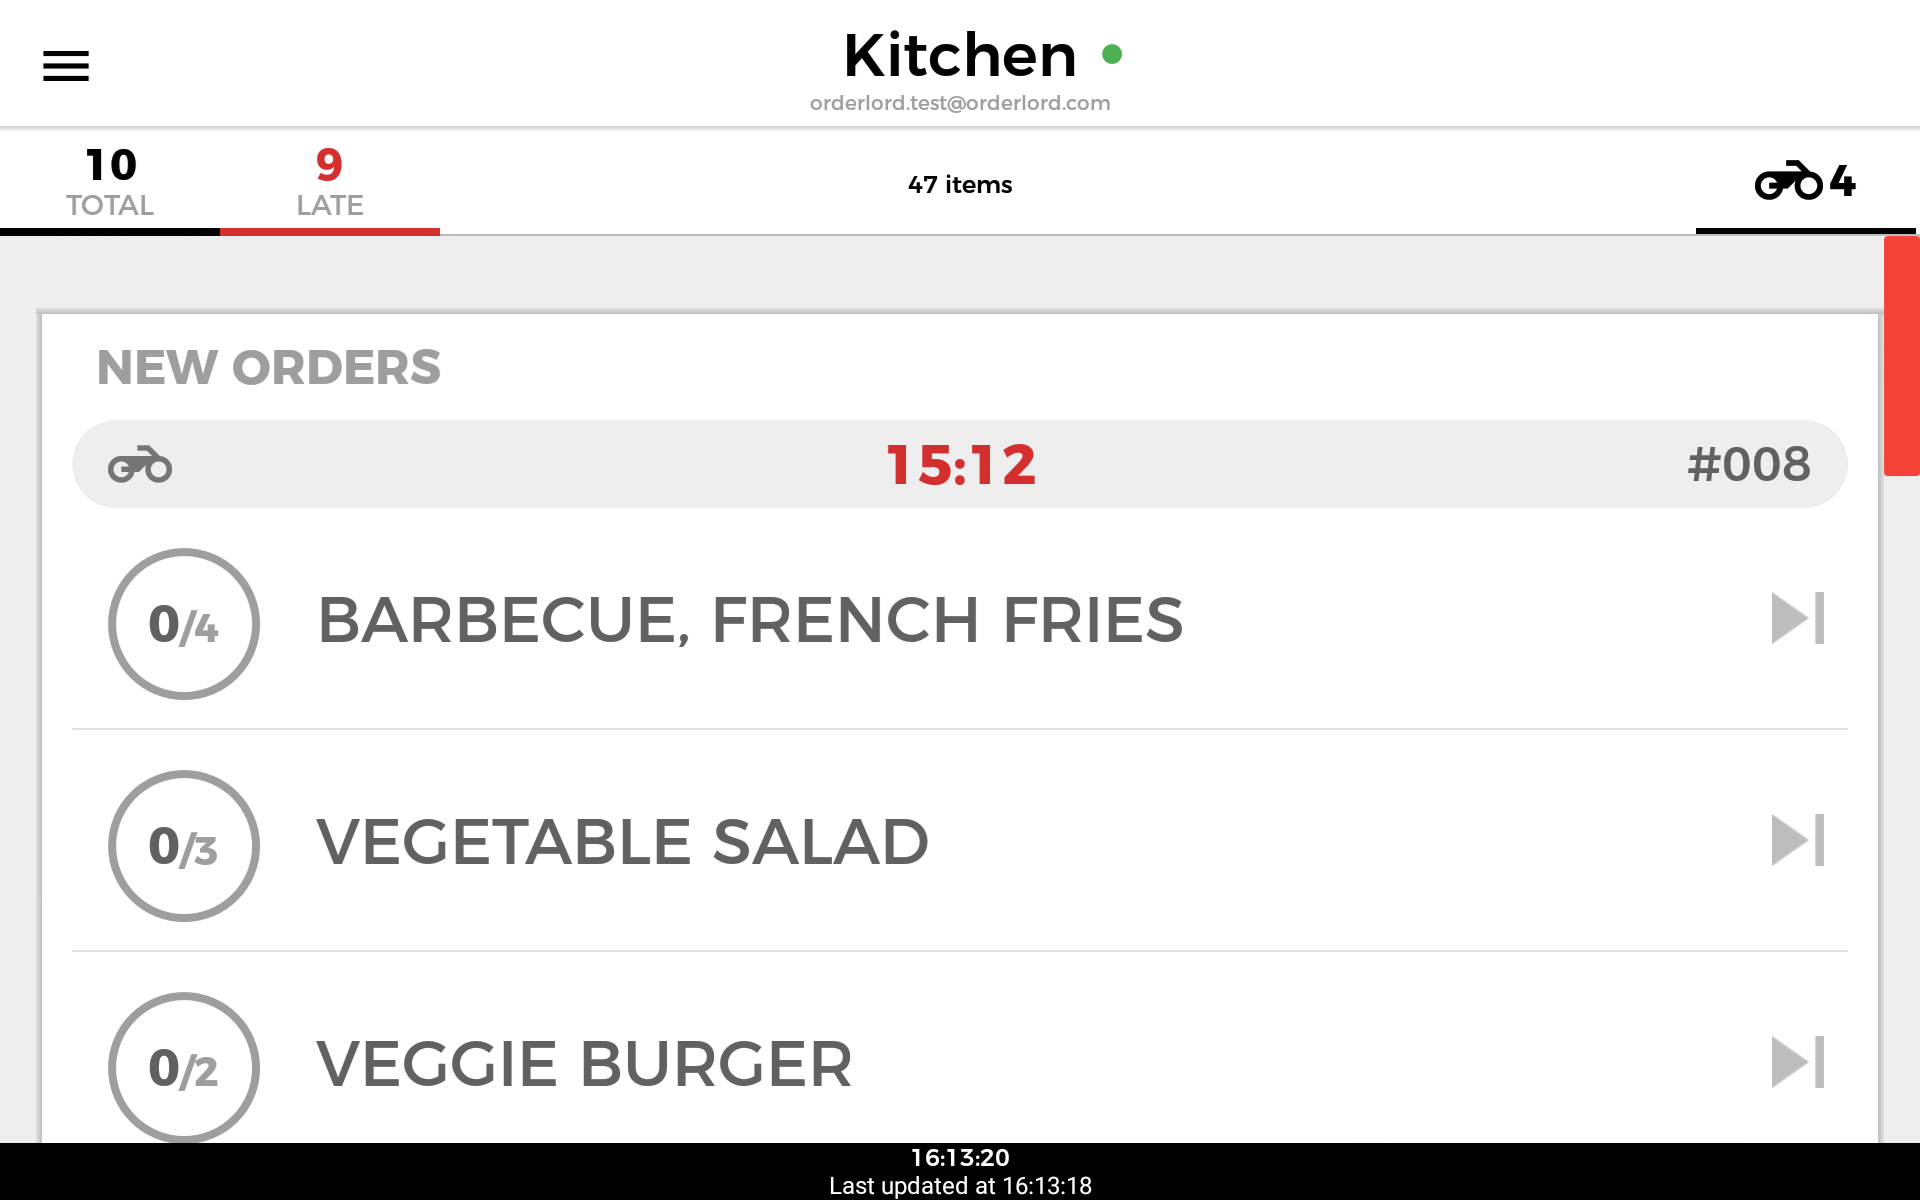 Kitchen
orderlord.test@orderlord.com
10
TOTAL
9
LATE
47 items
4
NEW ORDERS
15:12
#008
0/4
BARBECUE, FRENCH FRIES
0/3
VEGETABLE SALAD
0/2
VEGGIE BURGER
16:13:20
Last updated at 16:13:18